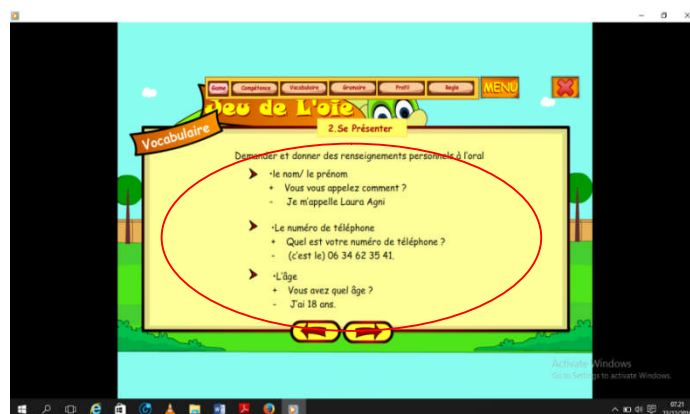 Game Compétence Vocabulaire Gramaire Profil Regle MENU
Jeu de L'oie
Vocabulaire
2.Se Présenter
Demander et donner des renseignements personnels à l'oral
•le nom/ le prénom
+ Vous vous appelez comment ?
- Je m'appelle Laura Agni
•Le numéro de téléphone
+ Quel est votre numéro de téléphone ?
- (c'est le) 06 34 62 35 41.
•L'âge
+ Vous avez quel âge ?
- J'ai 18 ans.
Activate Windows
Go to Settings to activate Windows.
07.21